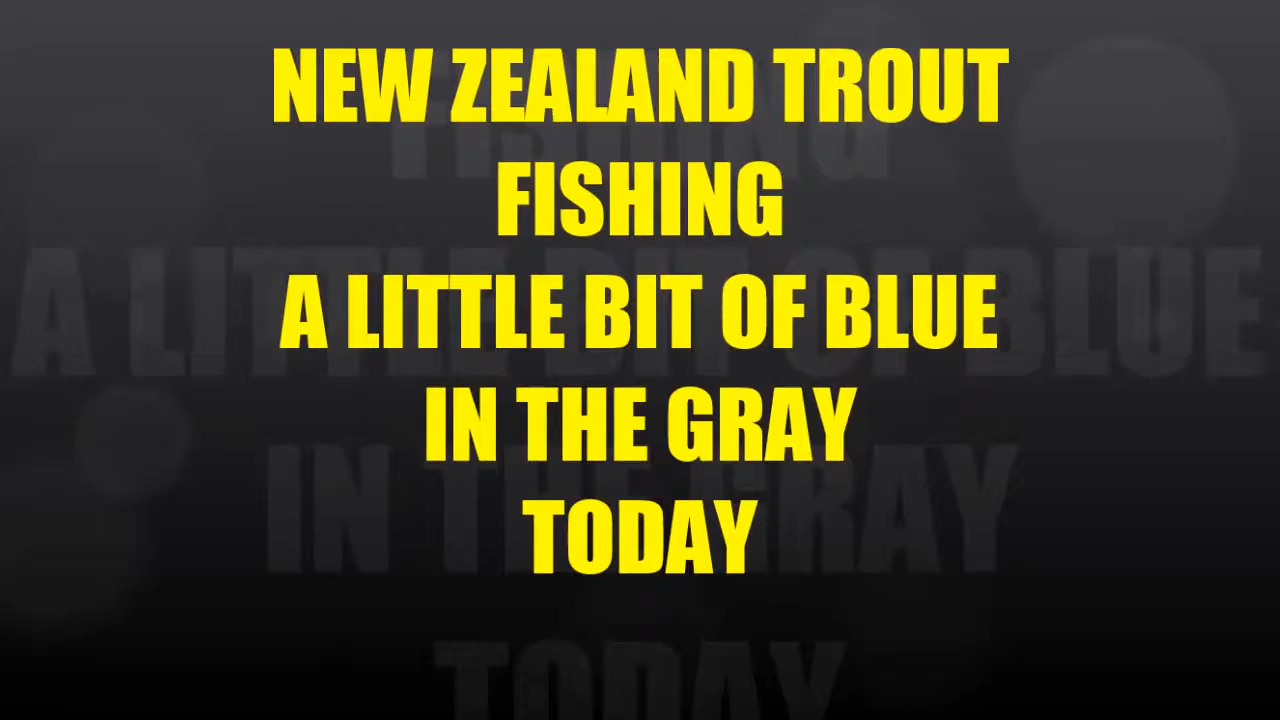 NEW ZEALAND TROUT
FISHING
A LITTLE BIT OF BLUE
IN THE GRAY
TODAY